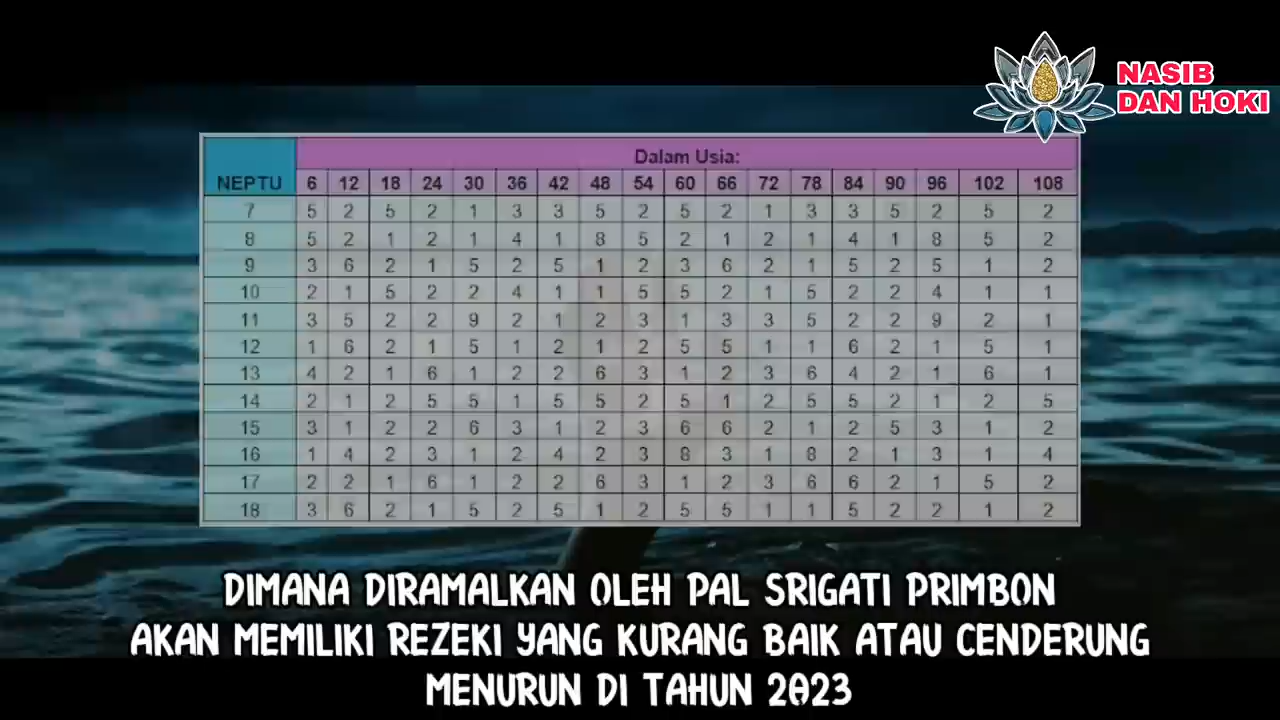 NASIB
DAN HOKI
Dalam Usia:
NEPTU 6 12 18 24 30 36 42 48 54 60 66 72 78 84 90 96 102 108
7 5 2 5 2 1 3 3 5 2 5 2 1 3 3 5 2 5 2
8 5 2 1 2 1 4 1 8 5 2 1 2 1 4 1 8 5 2
9 3 6 2 1 5 2 5 1 2 3 6 2 1 5 2 5 1 2
10 2 1 5 2 2 4 1 1 5 5 2 1 5 2 2 4 1 1
11 3 5 2 2 9 2 1 2 3 1 3 3 5 2 2 9 2 1
12 1 6 2 1 5 1 2 1 2 5 5 1 1 6 2 1 5 1
13 4 2 1 6 1 2 2 6 3 1 2 3 6 4 2 1 6 1
14 2 1 2 5 5 1 5 5 2 5 1 2 5 5 2 1 2 5
15 3 1 2 2 6 3 1 2 3 6 6 2 1 2 5 3 1 2
16 1 4 2 3 1 2 4 2 3 8 3 1 8 2 1 3 1 4
17 2 2 1 6 1 2 2 6 3 1 2 3 6 6 2 1 5 2
18 3 6 2 1 5 2 5 1 2 5 5 1 1 5 2 2 1 2
DIMANA DIRAMALKAN OLEH PAL SRIGATI PRIMBON
AKAN MEMILIKI REZEKI YANG KURANG BAIK ATAU CENDERUNG
MENURUN DI TAHUN 2023